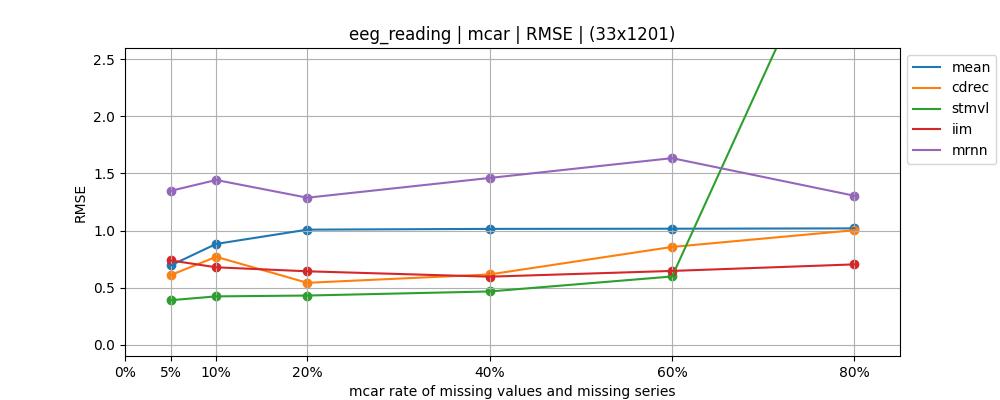 eeg_reading | mcar | RMSE | (33x1201)
RMSE
2.5
2.0
1.5
1.0
0.5
0.0
0% 5% 10% 20% 40% 60% 80%
mcar rate of missing values and missing series
mean
cdrec
stmvl
iim
mrnn